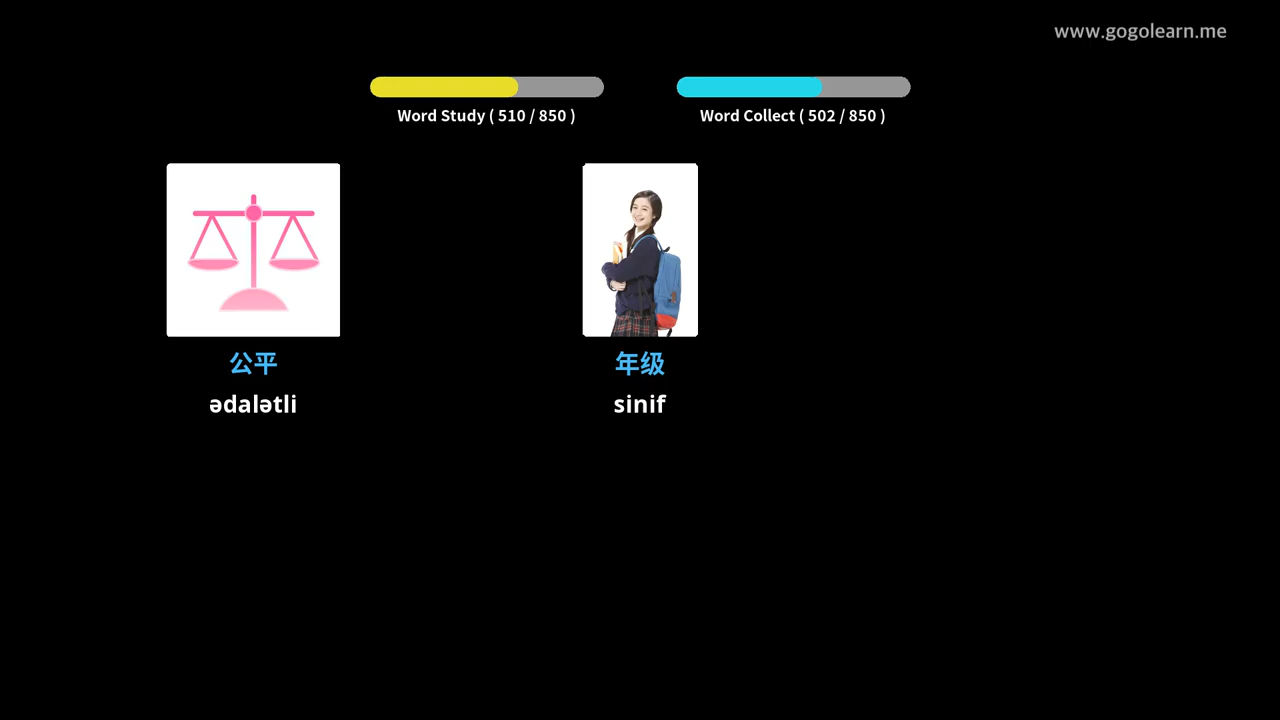 www.gogolearn.me
Word Study ( 510 / 850 )
Word Collect ( 502 / 850 )
公平
年级
ədalətli
sinif